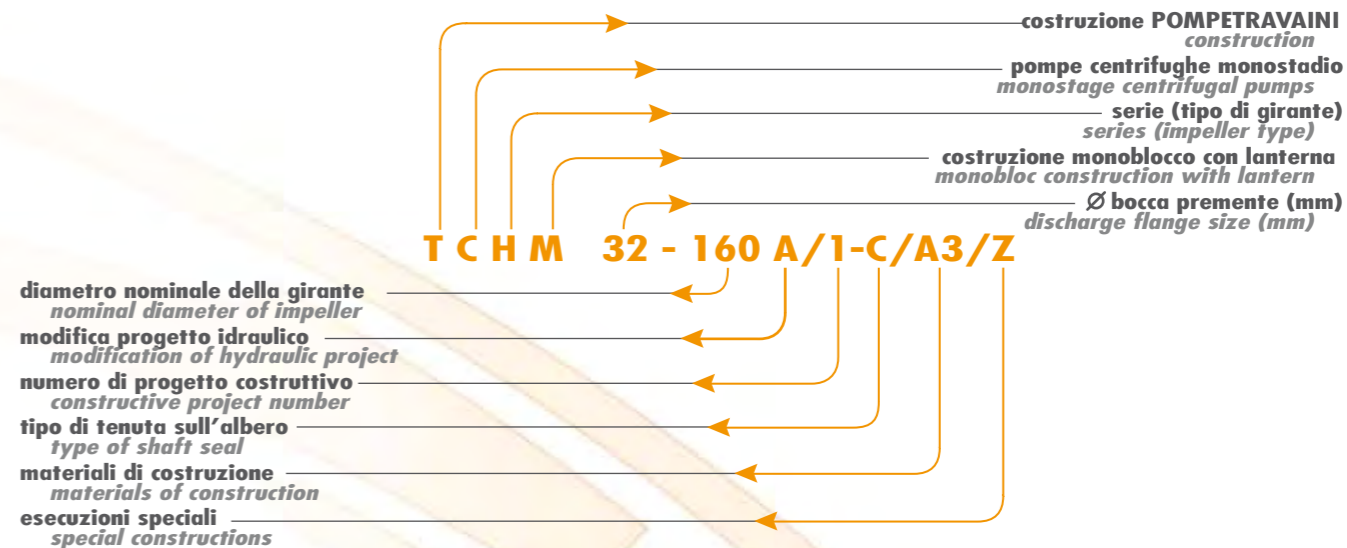 costruzione POMPETRAVAINI
construction
pompe centrifughe monostadio
monostage centrifugal pumps
serie (tipo di girante)
series (impeller type)
costruzione monoblocco con lanterna
monobloc construction with lantern
Ø bocca premente (mm)
discharge flange size (mm)
T C H M 32 - 160 A/1-C/A3/Z
diametro nominale della girante
nominal diameter of impeller
modifica progetto idraulico
modification of hydraulic project
numero di progetto costruttivo
constructive project number
tipo di tenuta sull'albero
type of shaft seal
materiali di costruzione
materials of construction
esecuzioni speciali
special constructions